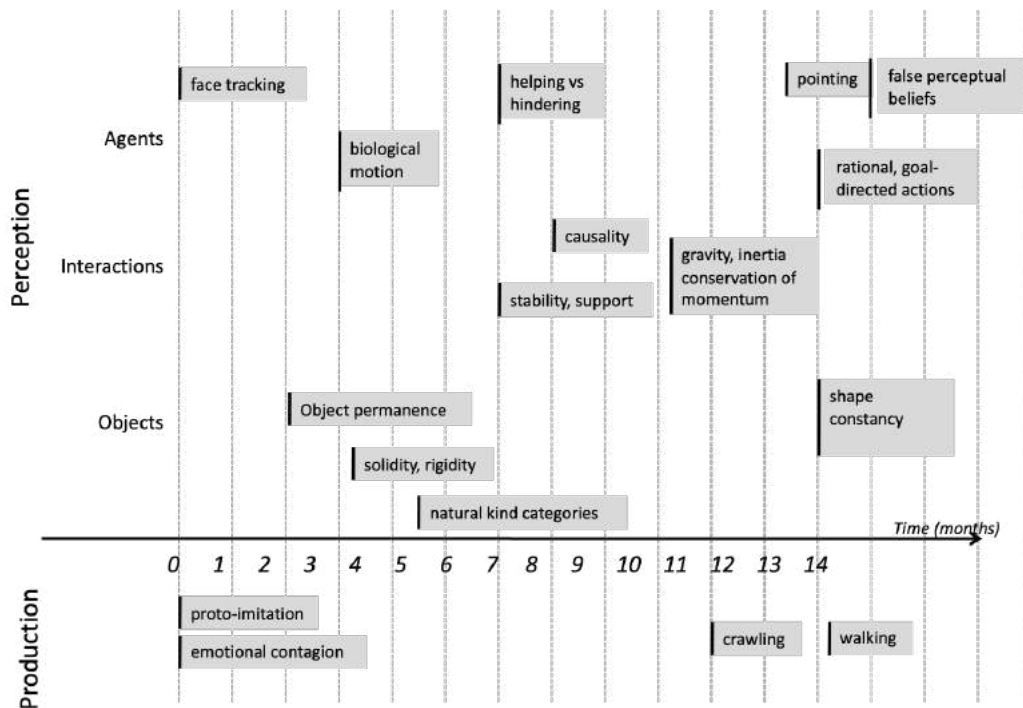 face tracking
helping vs
hindering
pointing
false perceptual
beliefs
Agents
biological
motion
rational, goal-
directed actions
Perception
causality
Interactions
gravity, inertia
conservation of
momentum
stability, support
Objects
Object permanence
shape
constancy
solidity, rigidity
natural kind categories
Time (months)
0 1 2 3 4 5 6 7 8 9 10 11 12 13 14
Production
proto-imitation
emotional contagion
crawling
walking